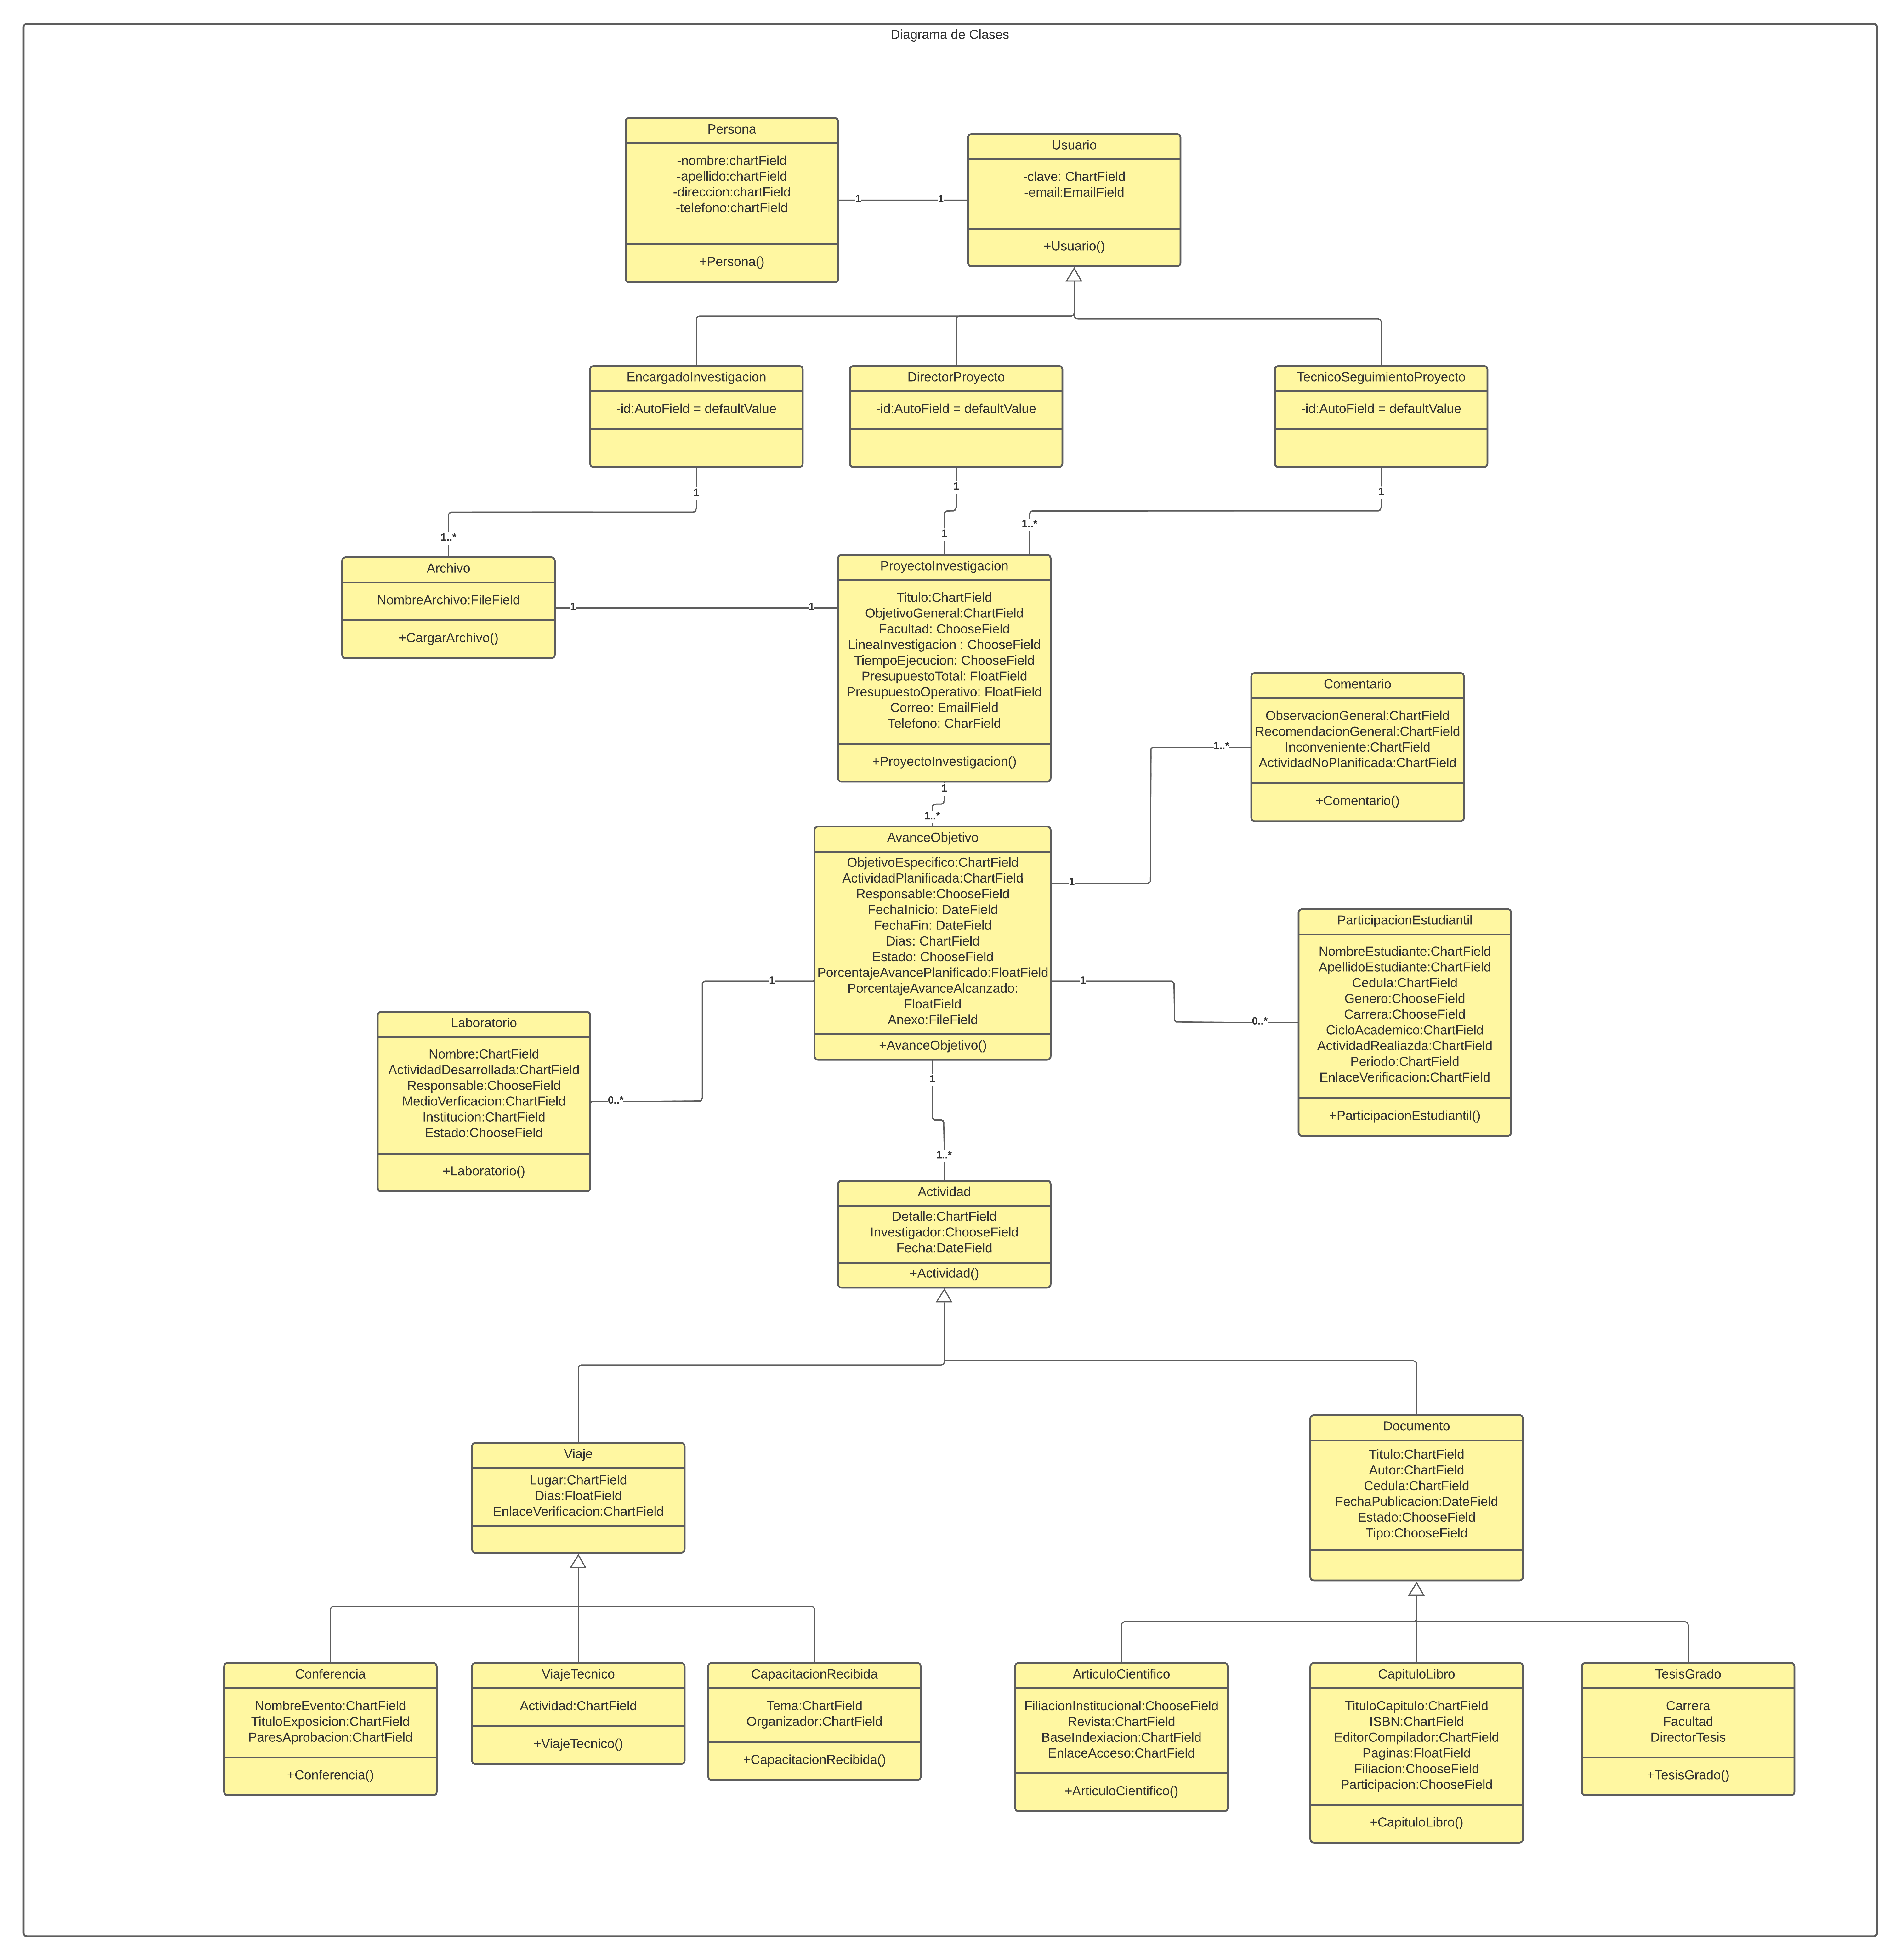 Diagrama de Clases
Persona
-nombre:chartField
-apellido:chartField
-direccion:chartField
-telefono:chartField
+Persona()
1
1
Usuario
-clave: ChartField
-email:EmailField
+Usuario()
EncargadoInvestigacion
-id:AutoField = defaultValue
DirectorProyecto
-id:AutoField = defaultValue
TecnicoSeguimientoProyecto
-id:AutoField = defaultValue
1
1
1
1..*
1
1..*
Archivo
NombreArchivo:FileField
+CargarArchivo()
1
1
ProyectoInvestigacion
Titulo:ChartField
ObjetivoGeneral:ChartField
Facultad: ChooseField
LineaInvestigacion : ChooseField
TiempoEjecucion: ChooseField
PresupuestoTotal: FloatField
PresupuestoOperativo: FloatField
Correo: EmailField
Telefono: CharField
+ProyectoInvestigacion()
1
1..*
Comentario
ObservacionGeneral:ChartField
RecomendacionGeneral:ChartField
Inconveniente:ChartField
ActividadNoPlanificada:ChartField
+Comentario()
1..*
1
AvanceObjetivo
ObjetivoEspecifico:ChartField
ActividadPlanificada:ChartField
Responsable:ChooseField
FechaInicio: DateField
FechaFin: DateField
Dias: ChartField
Estado: ChooseField
PorcentajeAvancePlanificado:FloatField
PorcentajeAvanceAlcanzado:
FloatField
Anexo:FileField
+AvanceObjetivo()
1
0..*
ParticipacionEstudiantil
NombreEstudiante:ChartField
ApellidoEstudiante:ChartField
Cedula:ChartField
Genero:ChooseField
Carrera:ChooseField
CicloAcademico:ChartField
ActividadRealiazda:ChartField
Periodo:ChartField
EnlaceVerificacion:ChartField
+ParticipacionEstudiantil()
1
0..*
Laboratorio
Nombre:ChartField
ActividadDesarrollada:ChartField
Responsable:ChooseField
MedioVerficacion:ChartField
Institucion:ChartField
Estado:ChooseField
+Laboratorio()
1
1..*
Actividad
Detalle:ChartField
Investigador:ChooseField
Fecha:DateField
+Actividad()
Viaje
Lugar:ChartField
Dias:FloatField
EnlaceVerificacion:ChartField
Documento
Titulo:ChartField
Autor:ChartField
Cedula:ChartField
FechaPublicacion:DateField
Estado:ChooseField
Tipo:ChooseField
Conferencia
NombreEvento:ChartField
TituloExposicion:ChartField
ParesAprobacion:ChartField
+Conferencia()
ViajeTecnico
Actividad:ChartField
+ViajeTecnico()
CapacitacionRecibida
Tema:ChartField
Organizador:ChartField
+CapacitacionRecibida()
ArticuloCientifico
FiliacionInstitucional:ChooseField
Revista:ChartField
BaseIndexiacion:ChartField
EnlaceAcceso:ChartField
+ArticuloCientifico()
CapituloLibro
TituloCapitulo:ChartField
ISBN:ChartField
EditorCompilador:ChartField
Paginas:FloatField
Filiacion:ChooseField
Participacion:ChooseField
+CapituloLibro()
TesisGrado
Carrera
Facultad
DirectorTesis
+TesisGrado()